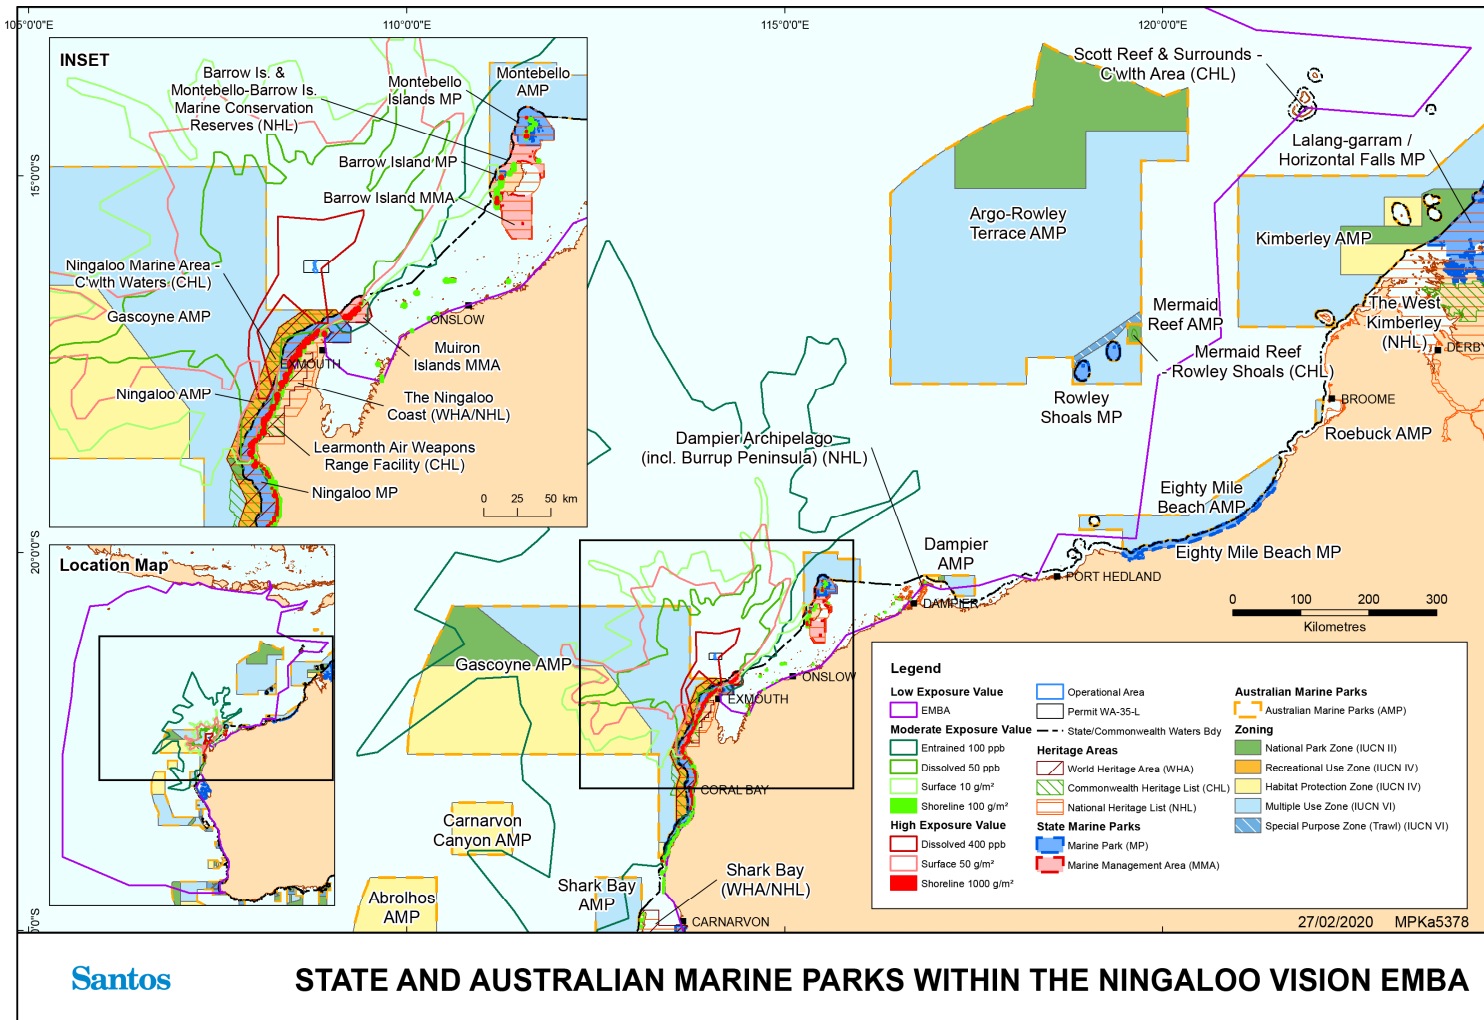 105°0'0"E
110°0'0"E
115°0'0"E
120°0'0"E
15°0'0"S
20°0'0"S
INSET
Barrow Is. &
Montebello-Barrow Is.
Marine Conservation
Reserves (NHL)
Montebello
Islands MP
Montebello
AMP
Barrow Island MP
Barrow Island MMA
Ningaloo Marine Area -
C'wlth Waters (CHL)
Gascoyne AMP
ONSLOW
EXMOUTH
Muiron
Islands MMA
Ningaloo AMP
The Ningaloo
Coast (WHA/NHL)
Learmonth Air Weapons
Range Facility (CHL)
Ningaloo MP
0 25 50 km
Location Map
Scott Reef & Surrounds -
C'wlth Area (CHL)
Lalang-garram /
Horizontal Falls MP
Argo-Rowley
Terrace AMP
Kimberley AMP
Mermaid
Reef AMP
The West
Kimberley
(NHL)
DERBY
Mermaid Reef
- Rowley Shoals (CHL)
Rowley
Shoals MP
BROOME
Roebuck AMP
Dampier Archipelago
(incl. Burrup Peninsula) (NHL)
Eighty Mile
Beach AMP
Dampier
AMP
Eighty Mile Beach MP
PORT HEDLAND
DAMPIER
0 100 200 300
Kilometres
Gascoyne AMP
ONSLOW
EXMOUTH
CORAL BAY
Carnarvon
Canyon AMP
Shark Bay
(WHA/NHL)
Shark Bay
AMP
Abrolhos
AMP
CARNARVON
Legend
Low Exposure Value
EMBA
Moderate Exposure Value
Entrained 100 ppb
Dissolved 50 ppb
Surface 10 g/m²
Shoreline 100 g/m²
High Exposure Value
Dissolved 400 ppb
Surface 50 g/m²
Shoreline 1000 g/m²
Operational Area
Permit WA-35-L
State/Commonwealth Waters Bdy
Heritage Areas
World Heritage Area (WHA)
Commonwealth Heritage List (CHL)
National Heritage List (NHL)
State Marine Parks
Marine Park (MP)
Marine Management Area (MMA)
Australian Marine Parks
Australian Marine Parks (AMP)
Zoning
National Park Zone (IUCN II)
Recreational Use Zone (IUCN IV)
Habitat Protection Zone (IUCN IV)
Multiple Use Zone (IUCN VI)
Special Purpose Zone (Trawl) (IUCN VI)
27/02/2020 MPKa5378
Santos
STATE AND AUSTRALIAN MARINE PARKS WITHIN THE NINGALOO VISION EMBA